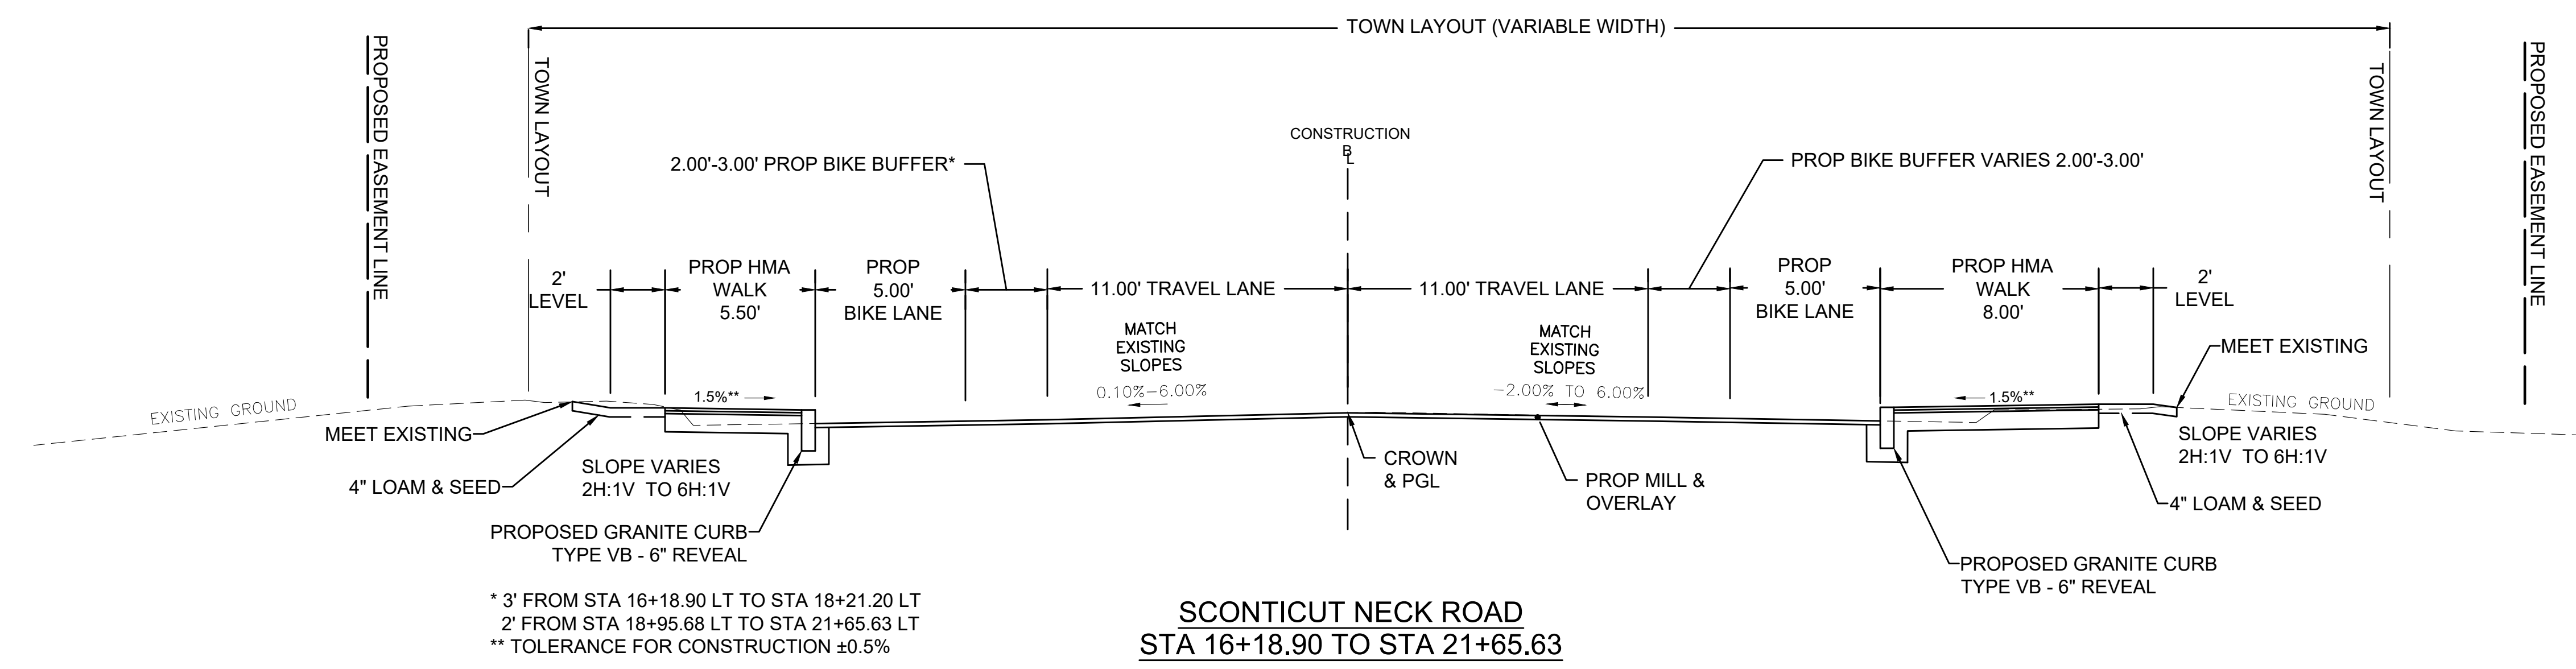 TOWN LAYOUT (VARIABLE WIDTH)
PROPOSED EASEMENT LINE
TOWN LAYOUT
TOWN LAYOUT
PROPOSED EASEMENT LINE
CONSTRUCTION
BL
2.00'-3.00' PROP BIKE BUFFER*
PROP BIKE BUFFER VARIES 2.00'-3.00'
2'
LEVEL
PROP HMA
WALK
5.50'
PROP
5.00'
BIKE LANE
11.00' TRAVEL LANE
11.00' TRAVEL LANE
PROP
5.00'
BIKE LANE
PROP HMA
WALK
8.00'
2'
LEVEL
MATCH
EXISTING
SLOPES
0.10%-6.00%
MATCH
EXISTING
SLOPES
-2.00% TO 6.00%
MEET EXISTING
1.5%**
1.5%**
EXISTING GROUND
EXISTING GROUND
MEET EXISTING
4" LOAM & SEED
SLOPE VARIES
2H:1V TO 6H:1V
PROPOSED GRANITE CURB
TYPE VB - 6" REVEAL
CROWN
& PGL
PROP MILL &
OVERLAY
SLOPE VARIES
2H:1V TO 6H:1V
4" LOAM & SEED
PROPOSED GRANITE CURB
TYPE VB - 6" REVEAL
* 3' FROM STA 16+18.90 LT TO STA 18+21.20 LT
2' FROM STA 18+95.68 LT TO STA 21+65.63 LT
** TOLERANCE FOR CONSTRUCTION ±0.5%
SCONTICUT NECK ROAD
STA 16+18.90 TO STA 21+65.63